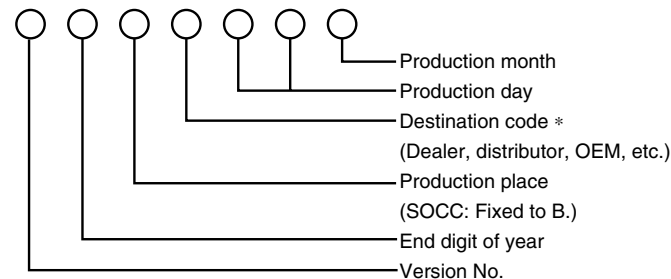 Production month
Production day
Destination code *
(Dealer, distributor, OEM, etc.)
Production place
(SOCC: Fixed to B.)
End digit of year
Version No.